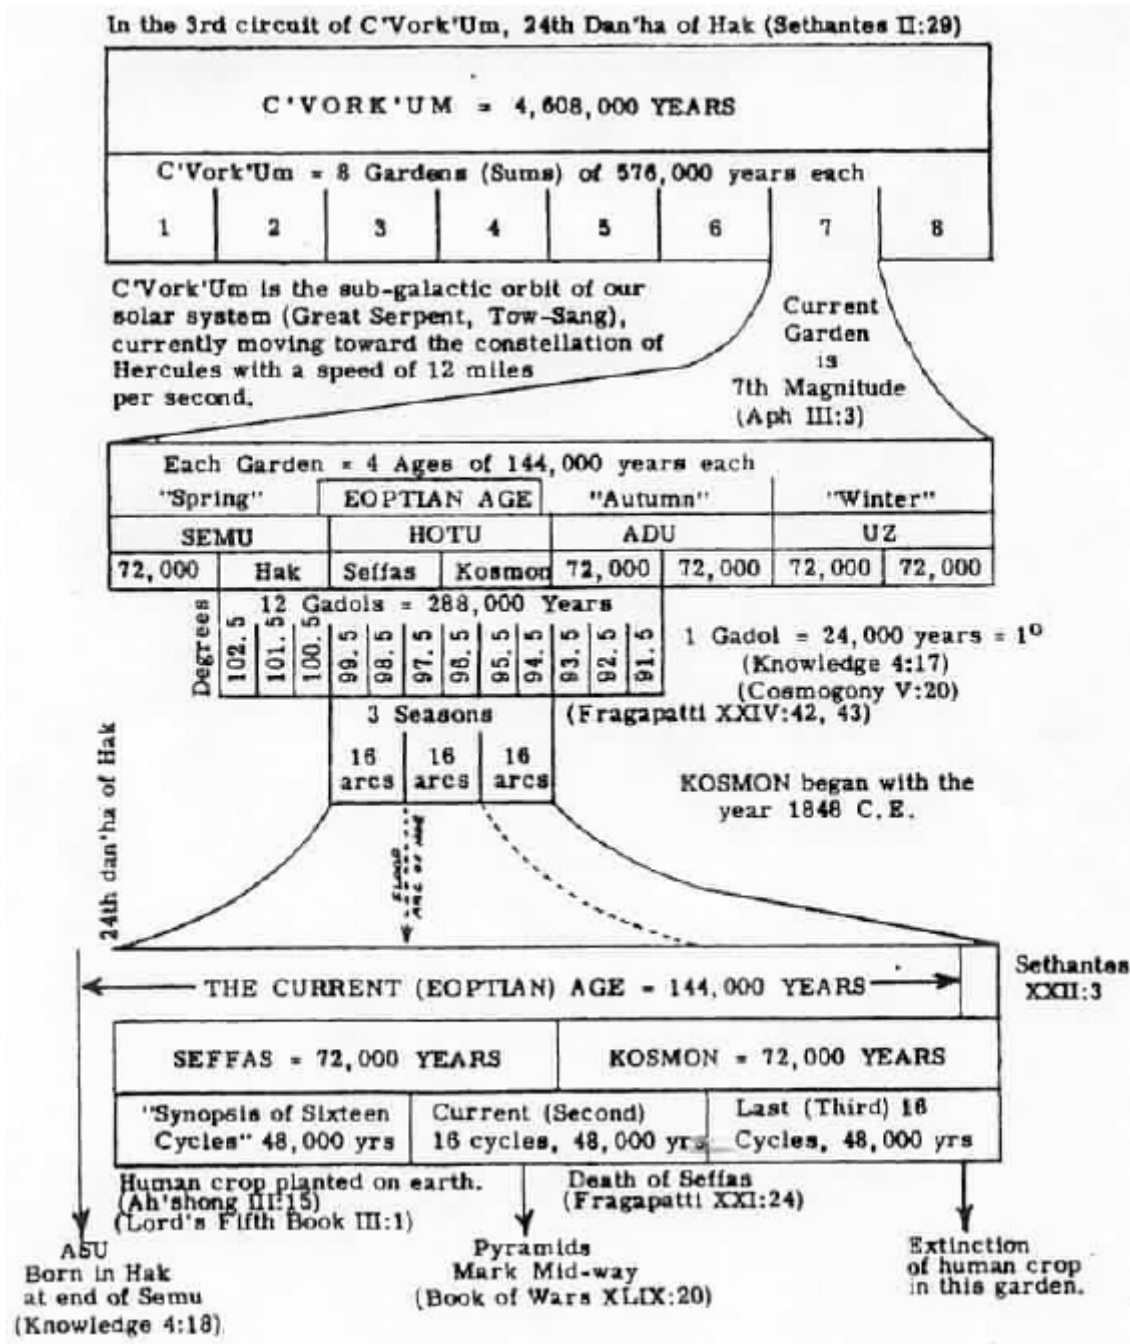 In the 3rd circuit of C'Vork'Um, 24th Dan'ha of Hak (Sethantes II:29)
C'VORK'UM = 4,608,000 YEARS
C'Vork'Um = 8 Gardens (Sums) of 576,000 years each
1 2 3 4 5 6 7 8
C'Vork'Um is the sub-galactic orbit of our
solar system (Great Serpent, Tow-Sang),
currently moving toward the constellation of
Hercules with a speed of 12 miles
per second.
Current
Garden
is
7th Magnitude
(Aph III:3)
Each Garden = 4 Ages of 144,000 years each
"Spring" EOPTIAN AGE "Autumn" "Winter"
SEMU HOTU ADU UZ
72,000 Hak Seffas Kosmon 72,000 72,000 72,000 72,000
12 Gadols = 288,000 Years
Degrees
102.5 101.5 100.5 99.5 98.5 97.5 96.5 95.5 94.5 93.5 92.5 91.5
1 Gadol = 24,000 years = 1°
(Knowledge 4:17)
(Cosmogony V:20)
3 Seasons
(Fragapatti XXIV:42, 43)
16 16 16
arcs arcs arcs
24th dan'ha of Hak
KOSMON began with the
year 1848 C.E.
FLOOD
ARC OF NOE
THE CURRENT (EOPTIAN) AGE = 144,000 YEARS
Sethantes
XXII:3
SEFFAS = 72,000 YEARS KOSMON = 72,000 YEARS
"Synopsis of Sixteen
Cycles" 48,000 yrs
Current (Second)
16 cycles, 48,000 yrs
Last (Third) 16
Cycles, 48,000 yrs
Human crop planted on earth.
(Ah'shong III:15)
(Lord's Fifth Book III:1)
Death of Seffas
(Fragapatti XXI:24)
ASU
Born in Hak
at end of Semu
(Knowledge 4:18)
Pyramids
Mark Mid-way
(Book of Wars XLIX:20)
Extinction
of human crop
in this garden.